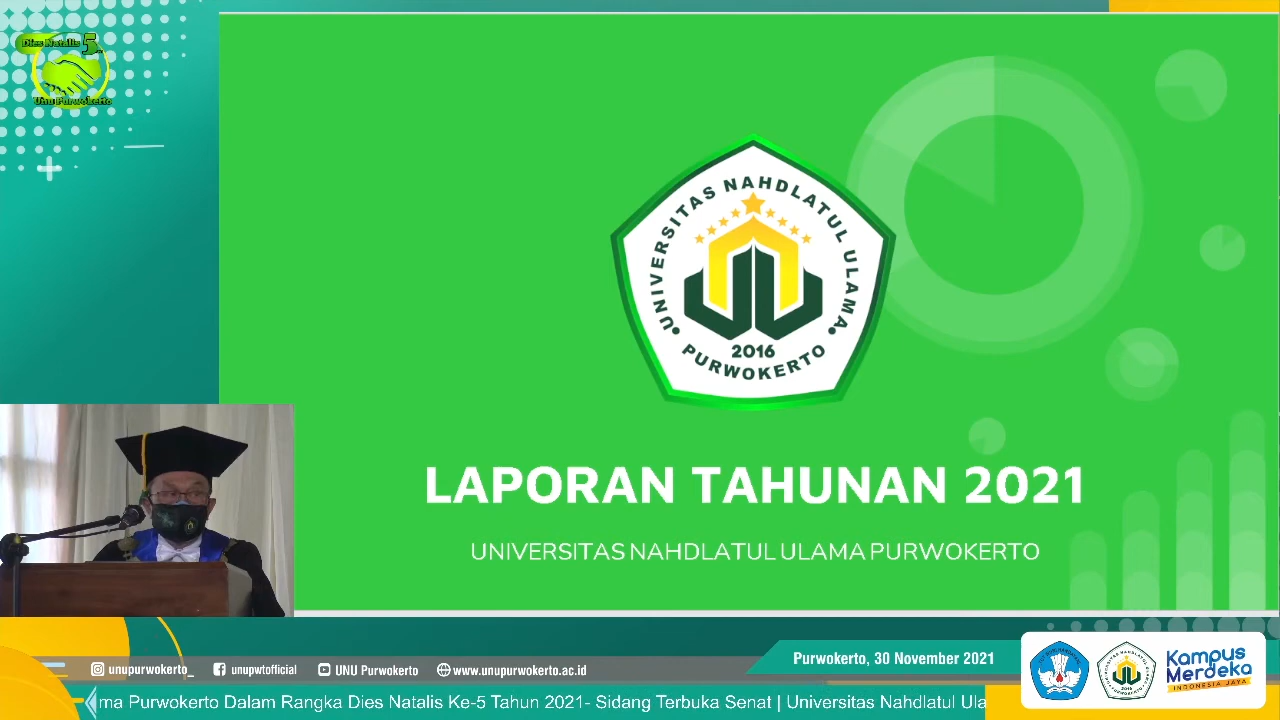 Dies Natalis 5
Unu Purwokerto
UNIVERSITAS NAHDLATUL ULAMA
2016
PURWOKERTO
LAPORAN TAHUNAN 2021
UNIVERSITAS NAHDLATUL ULAMA PURWOKERTO
unupurwokerto_
unupwtofficial
UNU Purwokerto
www.unupurwokerto.ac.id
Purwokerto, 30 November 2021
Kampus
Merdeka
INDONESIA JAYA
ma Purwokerto Dalam Rangka Dies Natalis Ke-5 Tahun 2021- Sidang Terbuka Senat | Universitas Nahdlatul Ula